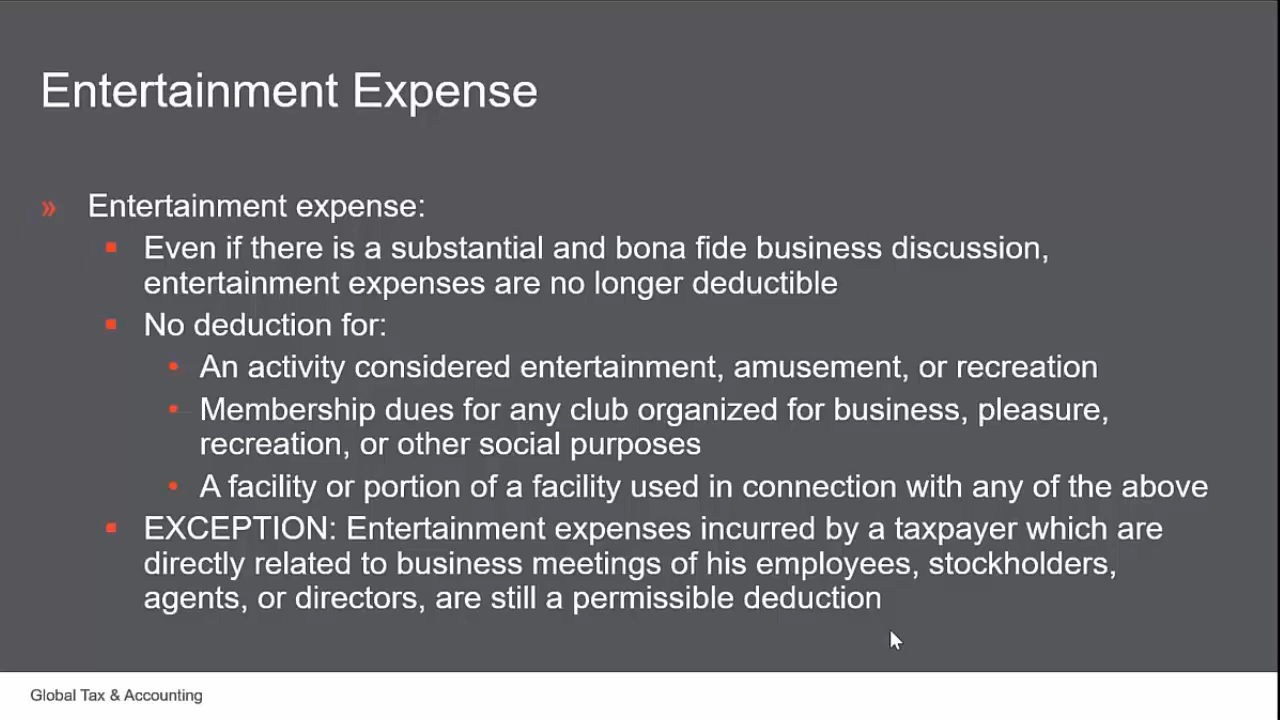 Entertainment Expense
» Entertainment expense:
▪ Even if there is a substantial and bona fide business discussion,
entertainment expenses are no longer deductible
▪ No deduction for:
• An activity considered entertainment, amusement, or recreation
• Membership dues for any club organized for business, pleasure,
recreation, or other social purposes
• A facility or portion of a facility used in connection with any of the above
▪ EXCEPTION: Entertainment expenses incurred by a taxpayer which are
directly related to business meetings of his employees, stockholders,
agents, or directors, are still a permissible deduction
Global Tax & Accounting